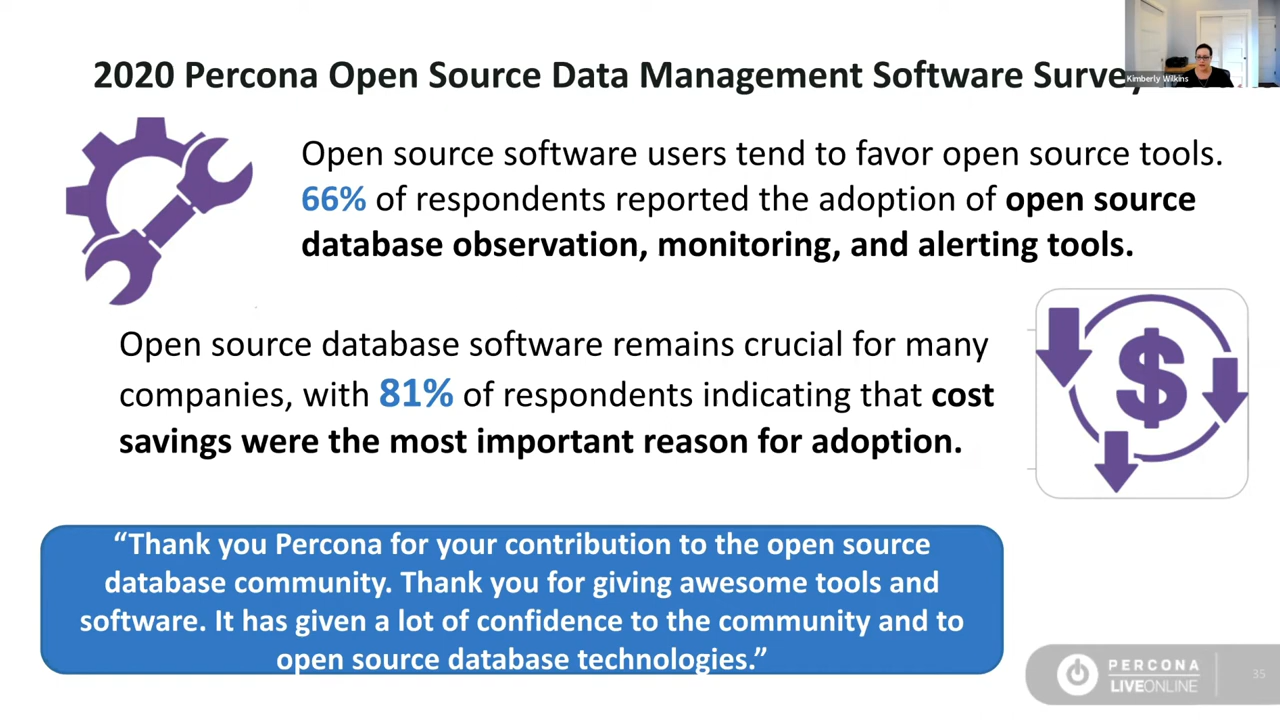 2020 Percona Open Source Data Management Software Survey
Kimberly Wilkins
Open source software users tend to favor open source tools.
66% of respondents reported the adoption of open source
database observation, monitoring, and alerting tools.
Open source database software remains crucial for many
companies, with 81% of respondents indicating that cost
savings were the most important reason for adoption.
$
“Thank you Percona for your contribution to the open source
database community. Thank you for giving awesome tools and
software. It has given a lot of confidence to the community and to
open source database technologies.”
PERCONA
LIVEONLINE
35